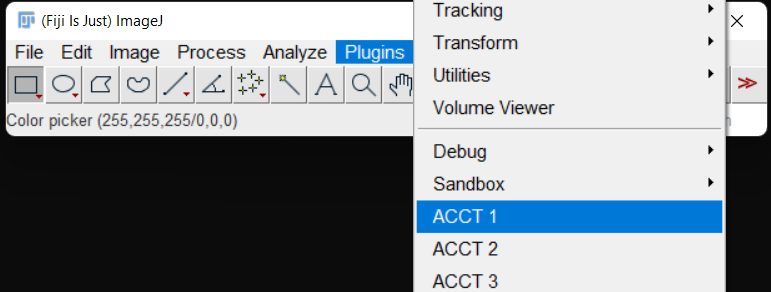 (Fiji Is Just) ImageJ
File Edit Image Process Analyze Plugins
Color picker (255,255,255/0,0,0)
Tracking
Transform
Utilities
Volume Viewer
Debug
Sandbox
ACCT 1
ACCT 2
ACCT 3